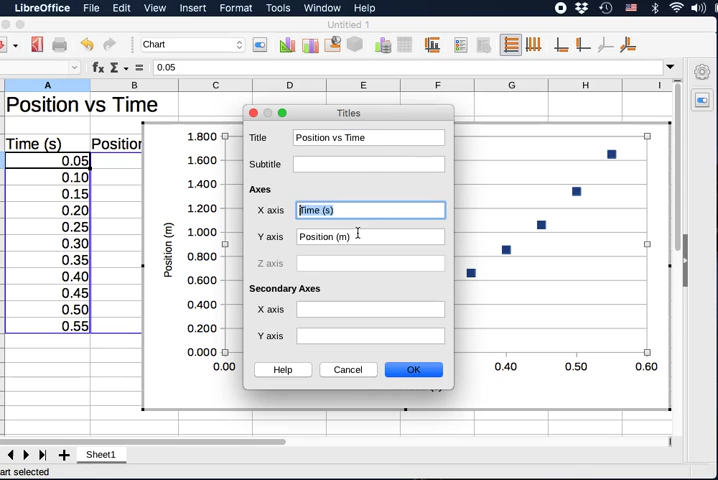 LibreOffice File Edit View Insert Format Tools Window Help
Untitled 1
Chart
fx Σ = 0.05
A B C D E F G H I
Position vs Time
Time (s) Position
0.05
0.10
0.15
0.20
0.25
0.30
0.35
0.40
0.45
0.50
0.55
Position (m)
1.800
1.600
1.400
1.200
1.000
0.800
0.600
0.400
0.200
0.000
0.00 0.40 0.50 0.60
Titles
Title Position vs Time
Subtitle
Axes
X axis Time (s)
Y axis Position (m)
Z axis
Secondary Axes
X axis
Y axis
Help Cancel OK
Sheet1
art selected